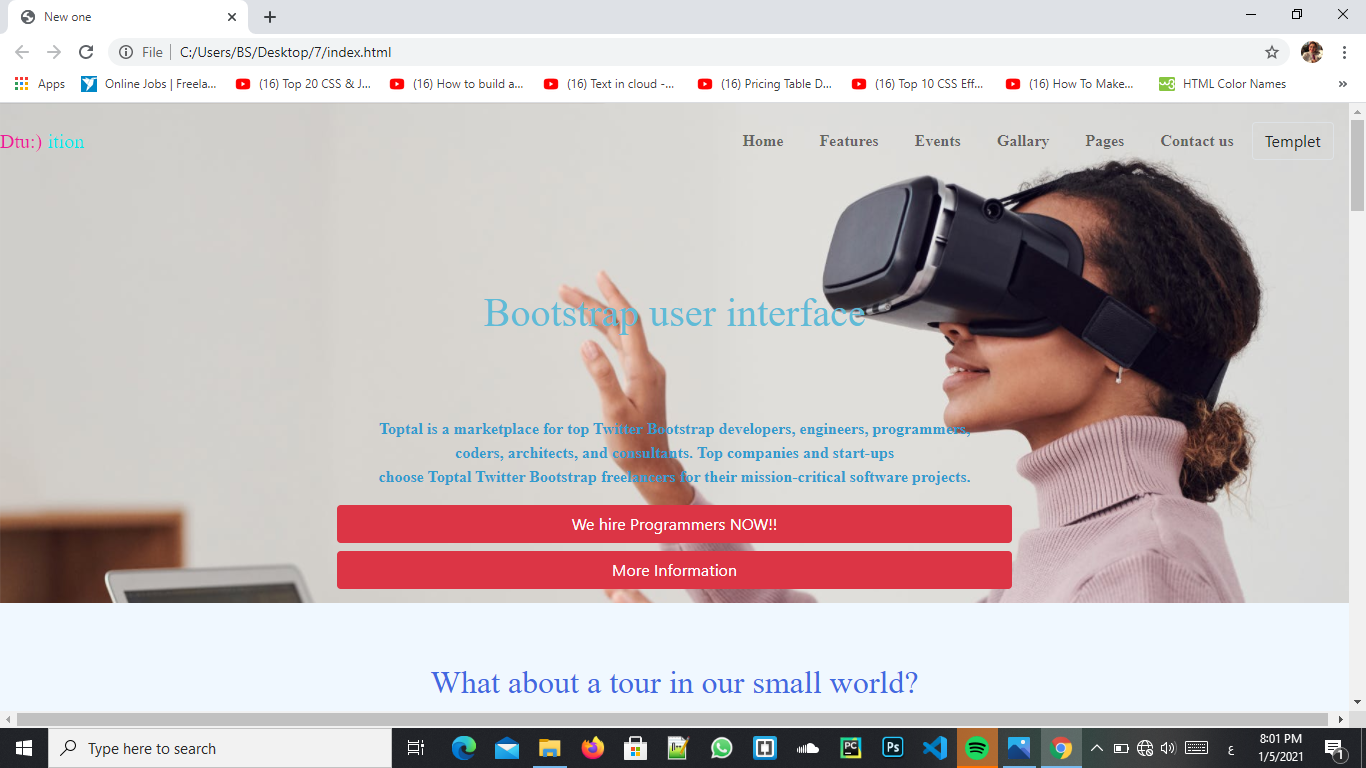 New one
File
C:/Users/BS/Desktop/7/index.html
Apps
Online Jobs | Freela...
(16) Top 20 CSS & J...
(16) How to build a...
(16) Text in cloud -...
(16) Pricing Table D...
(16) Top 10 CSS Eff...
(16) How To Make...
w3
HTML Color Names
»
Dtu:) ition
Home
Features
Events
Gallary
Pages
Contact us
Templet
Bootstrap user interface
Toptal is a marketplace for top Twitter Bootstrap developers, engineers, programmers,
coders, architects, and consultants. Top companies and start-ups
choose Toptal Twitter Bootstrap freelancers for their mission-critical software projects.
We hire Programmers NOW!!
More Information
What about a tour in our small world?
Type here to search
PC
Ps
ع
8:01 PM
1/5/2021
1